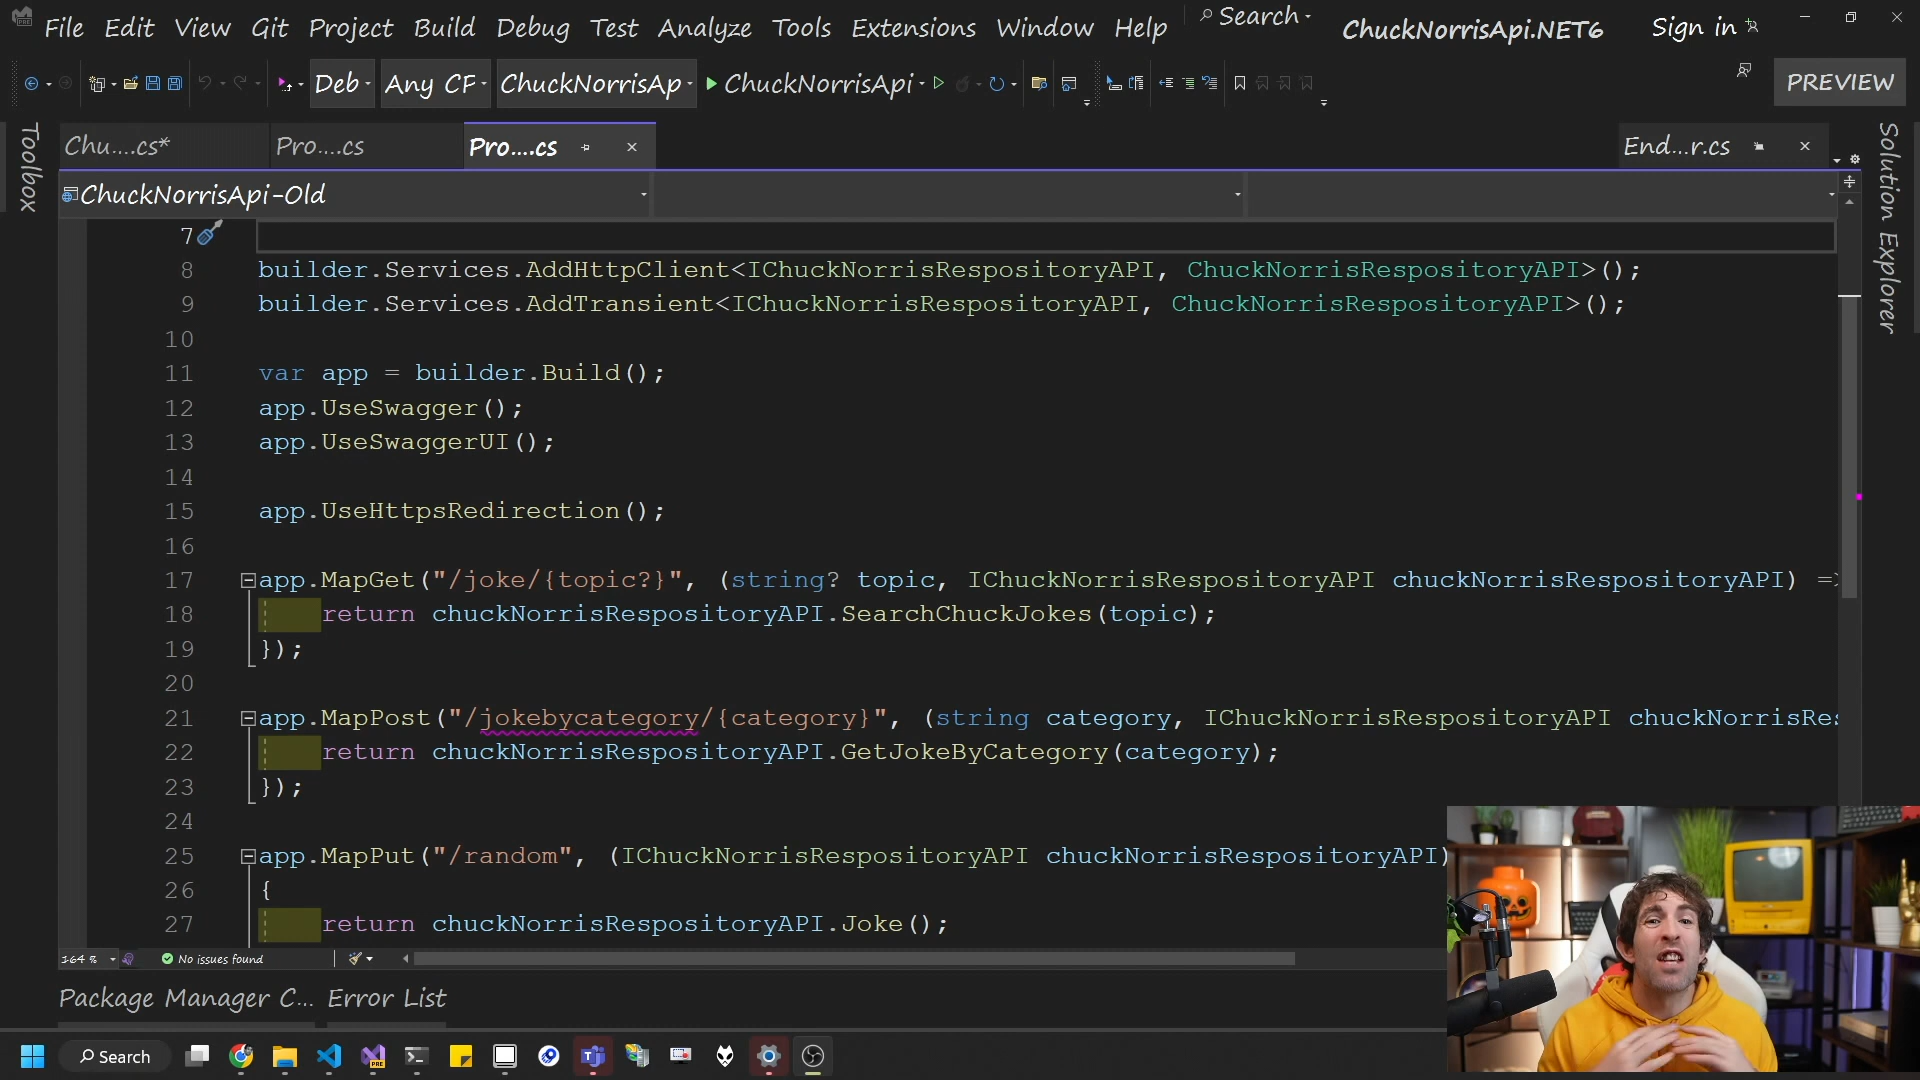 File Edit View Git Project Build Debug Test Analyze Tools Extensions Window Help Search ChuckNorrisApi.NET6 Sign in
Deb Any CF ChuckNorrisAp ChuckNorrisApi PREVIEW
Toolbox
Chu....cs* Pro....cs Pro....cs End...r.cs
Solution Explorer
ChuckNorrisApi-Old
7
8 builder.Services.AddHttpClient<IChuckNorrisRespositoryAPI, ChuckNorrisRespositoryAPI>();
9 builder.Services.AddTransient<IChuckNorrisRespositoryAPI, ChuckNorrisRespositoryAPI>();
10
11 var app = builder.Build();
12 app.UseSwagger();
13 app.UseSwaggerUI();
14
15 app.UseHttpsRedirection();
16
17 app.MapGet("/joke/{topic?}", (string? topic, IChuckNorrisRespositoryAPI chuckNorrisRespositoryAPI) =>
18 return chuckNorrisRespositoryAPI.SearchChuckJokes(topic);
19 });
20
21 app.MapPost("/jokebycategory/{category}", (string category, IChuckNorrisRespositoryAPI chuckNorrisRes
22 return chuckNorrisRespositoryAPI.GetJokeByCategory(category);
23 });
24
25 app.MapPut("/random", (IChuckNorrisRespositoryAPI chuckNorrisRespositoryAPI)
26 {
27 return chuckNorrisRespositoryAPI.Joke();
164 % No issues found
Package Manager C... Error List
Search